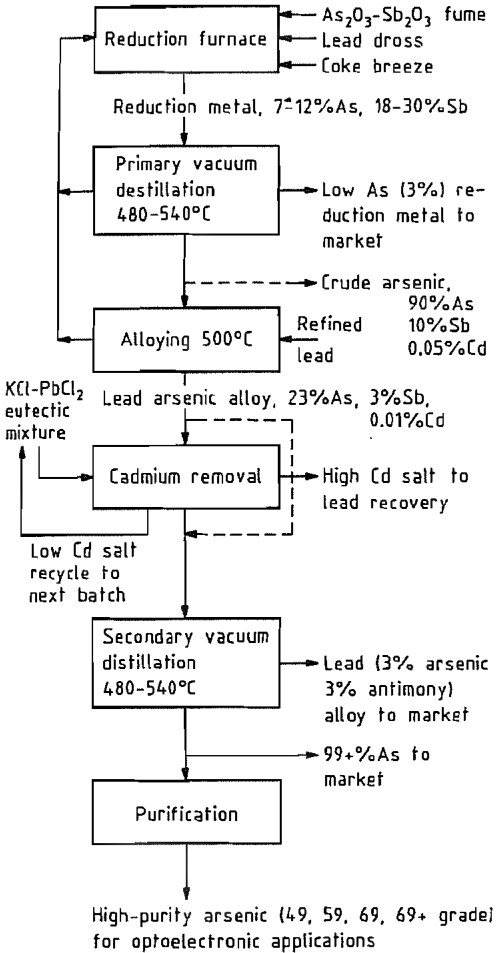 As₂O₃-Sb₂O₃ fume
Reduction furnace
Lead dross
Coke breeze
Reduction metal, 7-12%As, 18-30%Sb
Primary vacuum
destillation
480-540°C
Low As (3%) re-
duction metal to
market
Crude arsenic,
90%As
10%Sb
0.05%Cd
Alloying 500°C
Refined
lead
KCl-PbCl₂
eutectic
mixture
Lead arsenic alloy, 23%As, 3%Sb,
0.01%Cd
Cadmium removal
High Cd salt to
lead recovery
Low Cd salt
recycle to
next batch
Secondary vacuum
distillation
480-540°C
Lead (3% arsenic
3% antimony)
alloy to market
99+%As to
market
Purification
High-purity arsenic (49, 59, 69, 69+ grade)
for optoelectronic applications